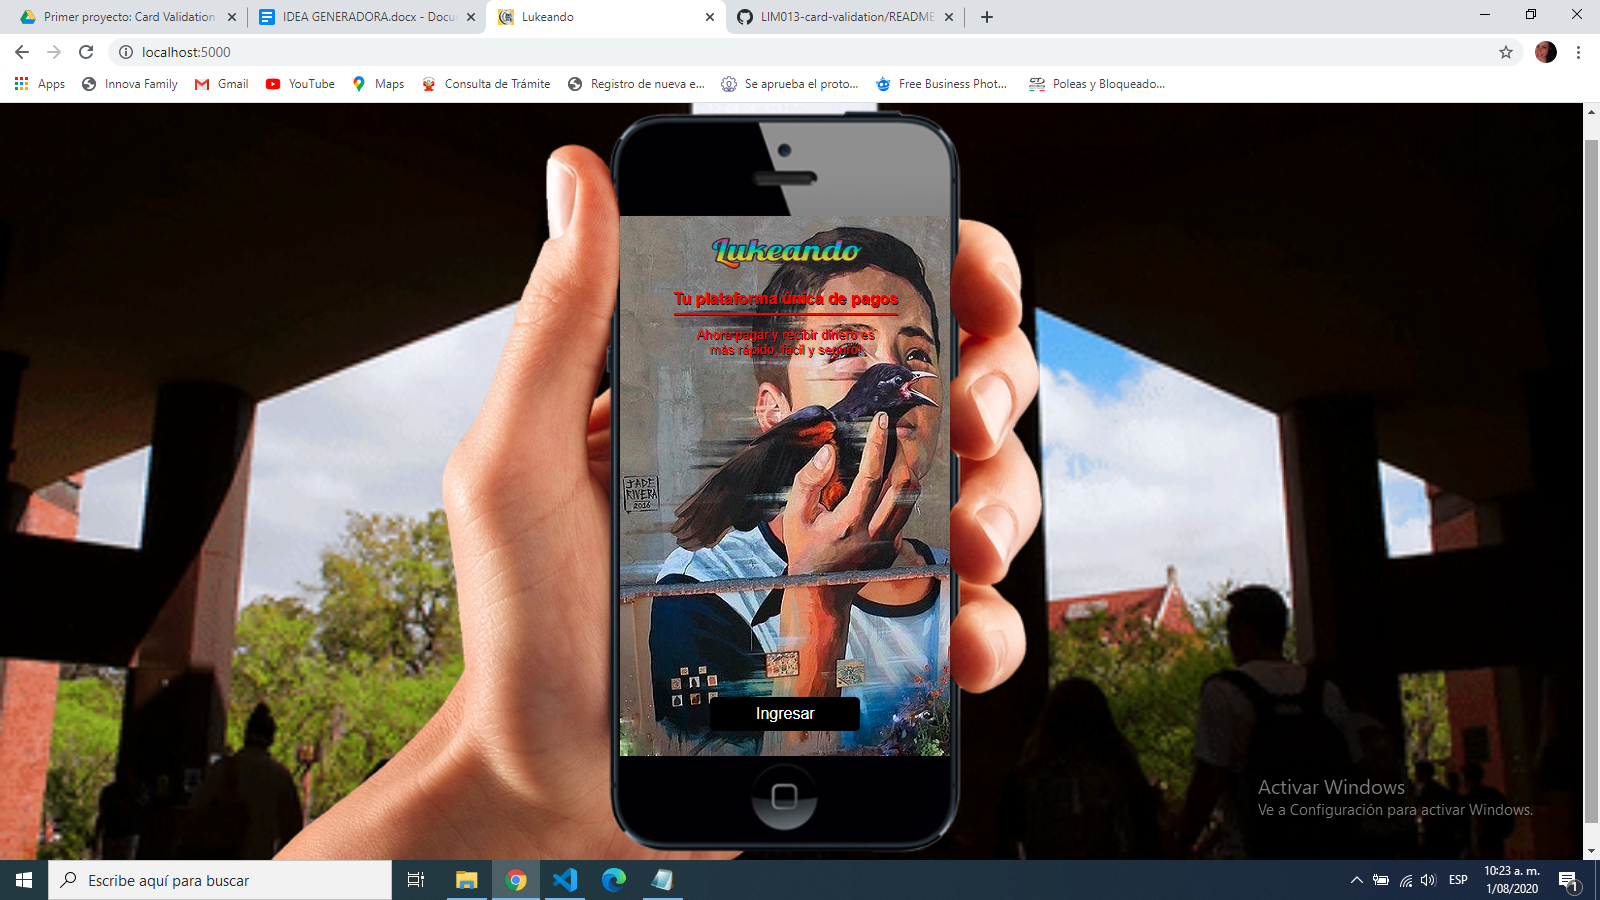 Primer proyecto: Card Validation
IDEA GENERADORA.docx - Docu
Lukeando
LIM013-card-validation/README
localhost:5000
Apps
Innova Family
Gmail
YouTube
Maps
Consulta de Trámite
Registro de nueva e...
Se aprueba el proto...
Free Business Phot...
Poleas y Bloqueado...
Lukeando
Tu plataforma única de pagos
Ahora pagar y recibir dinero es
más rápido, fácil y seguro!
JADE
RIVERA
2016
Ingresar
Activar Windows
Ve a Configuración para activar Windows.
Escribe aquí para buscar
ESP
10:23 a. m.
1/08/2020
1